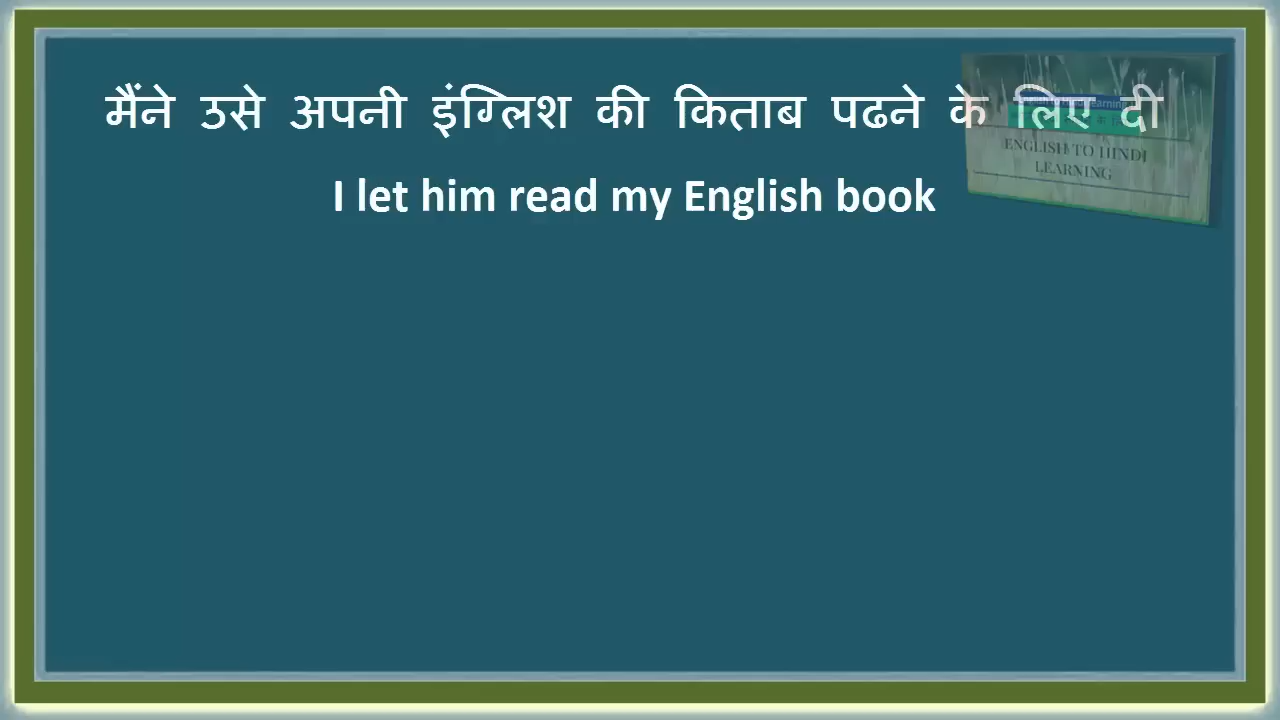 मैंने उसे अपनी इंग्लिश की किताब पढने के लिए दी
I let him read my English book
ENGLISH TO HINDI
LEARNING